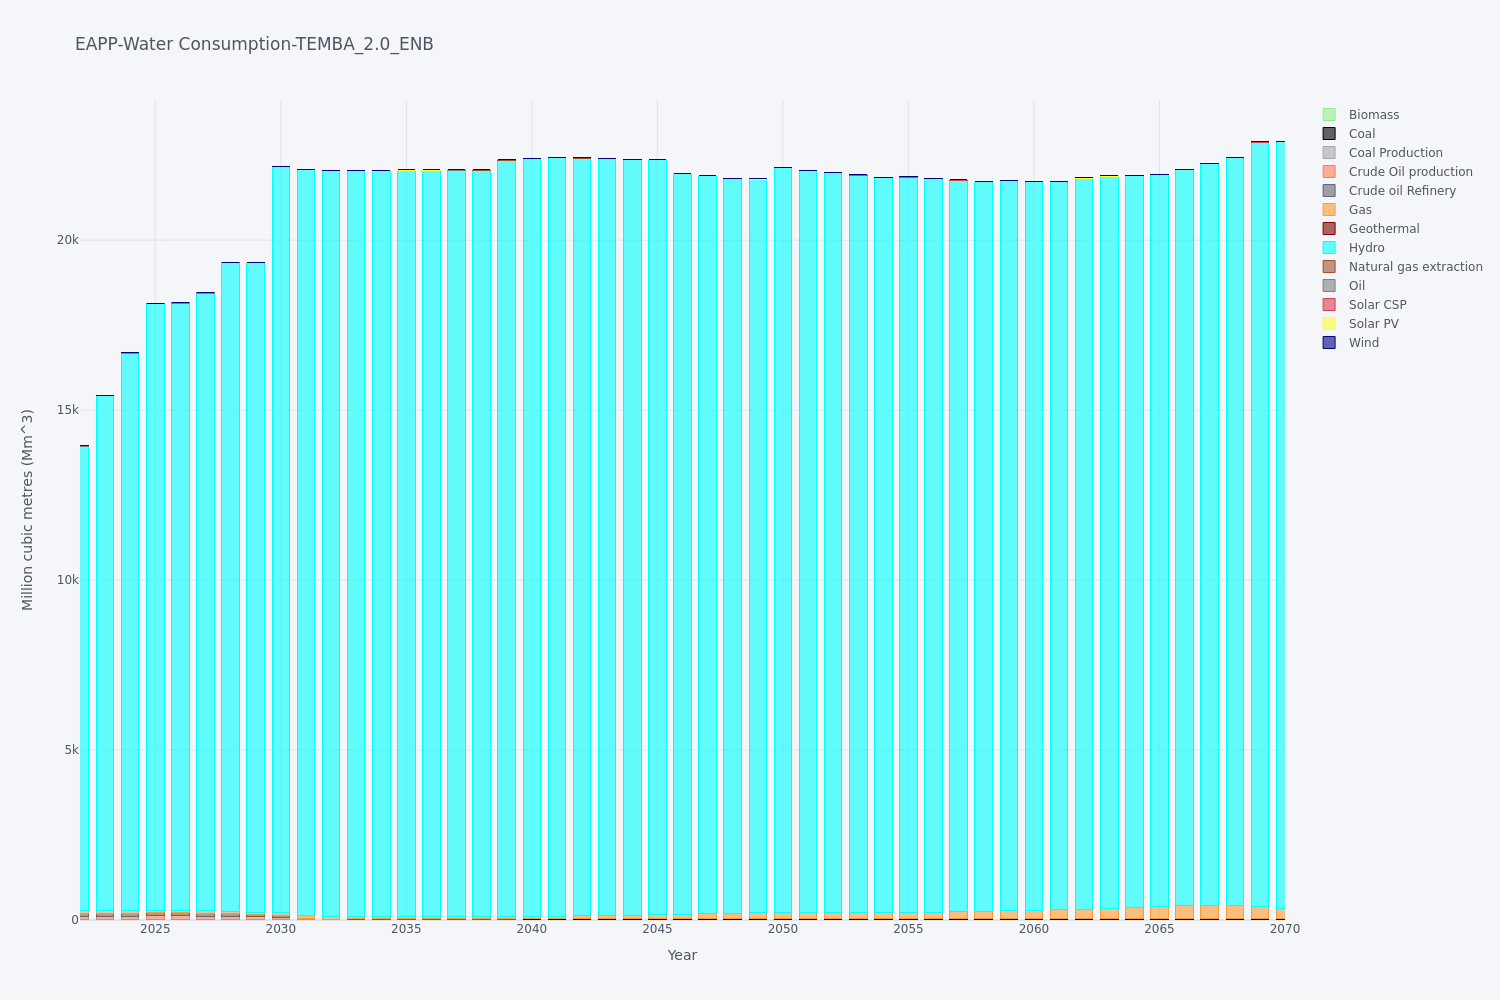 EAPP-Water Consumption-TEMBA_2.0_ENB
Biomass
Coal
Coal Production
Crude Oil production
Crude oil Refinery
Gas
Geothermal
Hydro
Natural gas extraction
Oil
Solar CSP
Solar PV
Wind
20k
15k
10k
5k
0
Million cubic metres (Mm^3)
2025
2030
2035
2040
2045
2050
2055
2060
2065
2070
Year